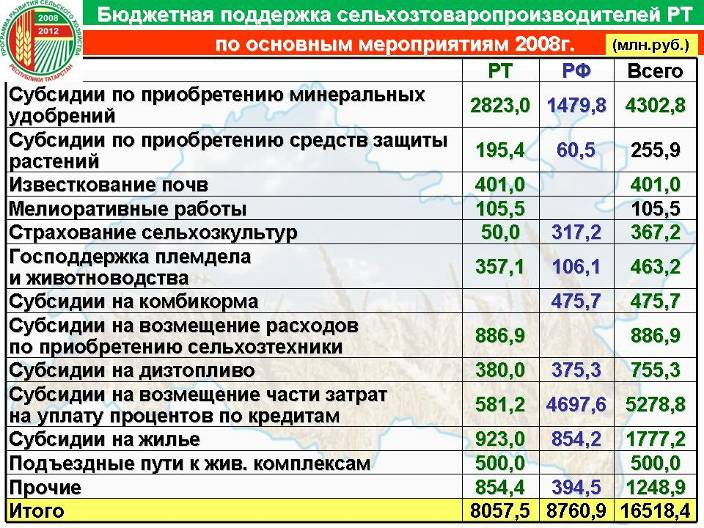 Бюджетная поддержка сельхозтоваропроизводителей РТ
по основным мероприятиям 2008г. (млн.руб.)
ПРОГРАММА РАЗВИТИЯ СЕЛЬСКОГО ХОЗЯЙСТВА
2008
2012
РЕСПУБЛИКИ ТАТАРСТАН
РТ РФ Всего
Субсидии по приобретению минеральных
удобрений 2823,0 1479,8 4302,8
Субсидии по приобретению средств защиты
растений 195,4 60,5 255,9
Известкование почв 401,0 401,0
Мелиоративные работы 105,5 105,5
Страхование сельхозкультур 50,0 317,2 367,2
Господдержка племдела
и животноводства 357,1 106,1 463,2
Субсидии на комбикорма 475,7 475,7
Субсидии на возмещение расходов
по приобретению сельхозтехники 886,9 886,9
Субсидии на дизтопливо 380,0 375,3 755,3
Субсидии на возмещение части затрат
на уплату процентов по кредитам 581,2 4697,6 5278,8
Субсидии на жилье 923,0 854,2 1777,2
Подъездные пути к жив. комплексам 500,0 500,0
Прочие 854,4 394,5 1248,9
Итого 8057,5 8760,9 16518,4